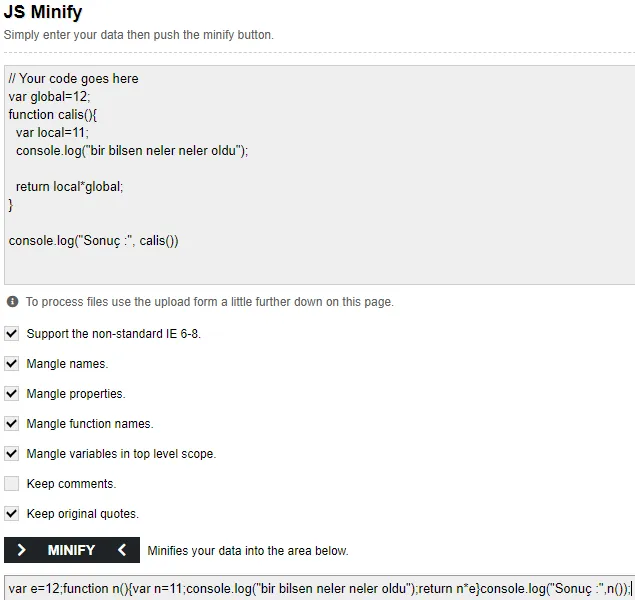 JS Minify
Simply enter your data then push the minify button.
// Your code goes here
var global=12;
function calis(){
  var local=11;
  console.log("bir bilsen neler neler oldu");
  return local*global;
}
console.log("Sonuç :", calis())
To process files use the upload form a little further down on this page.
Support the non-standard IE 6-8.
Mangle names.
Mangle properties.
Mangle function names.
Mangle variables in top level scope.
Keep comments.
Keep original quotes.
MINIFY Minifies your data into the area below.
var e=12;function n(){var n=11;console.log("bir bilsen neler neler oldu");return n*e}console.log("Sonuç :",n());